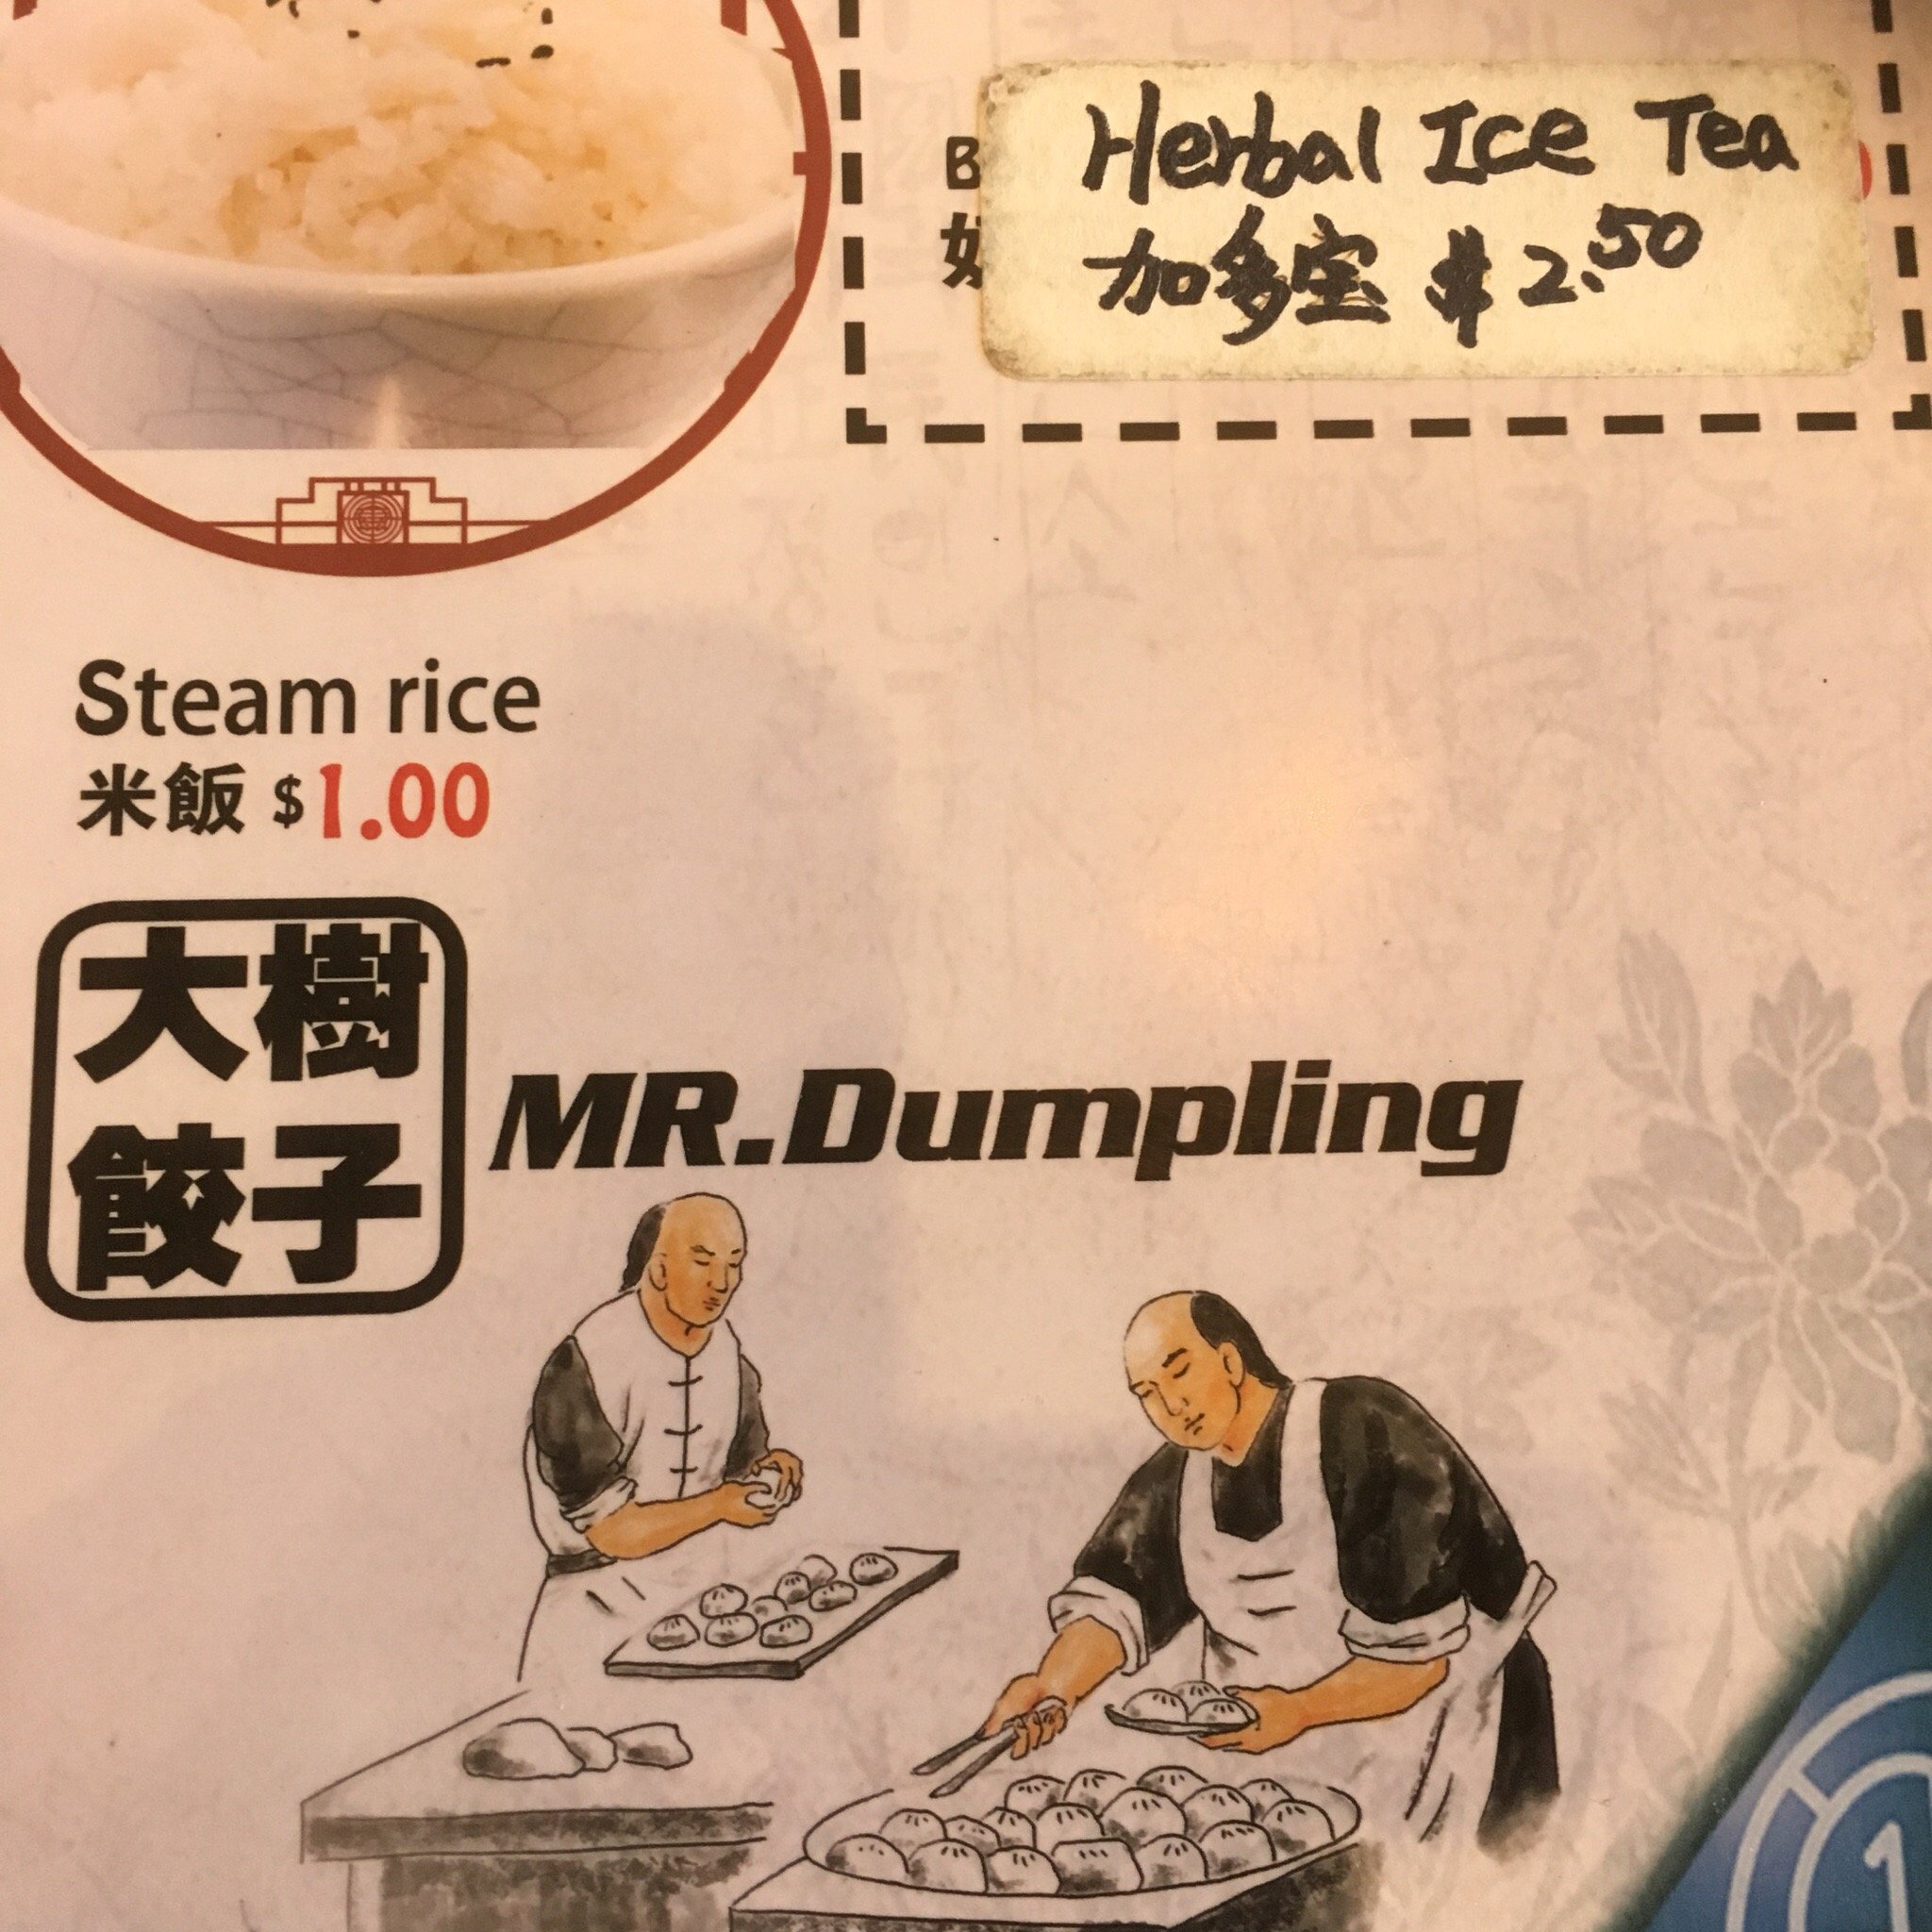 Herbal Ice Tea
加多宝 $2.50
Steam rice
米飯 $1.00
大樹
餃子
MR.Dumpling